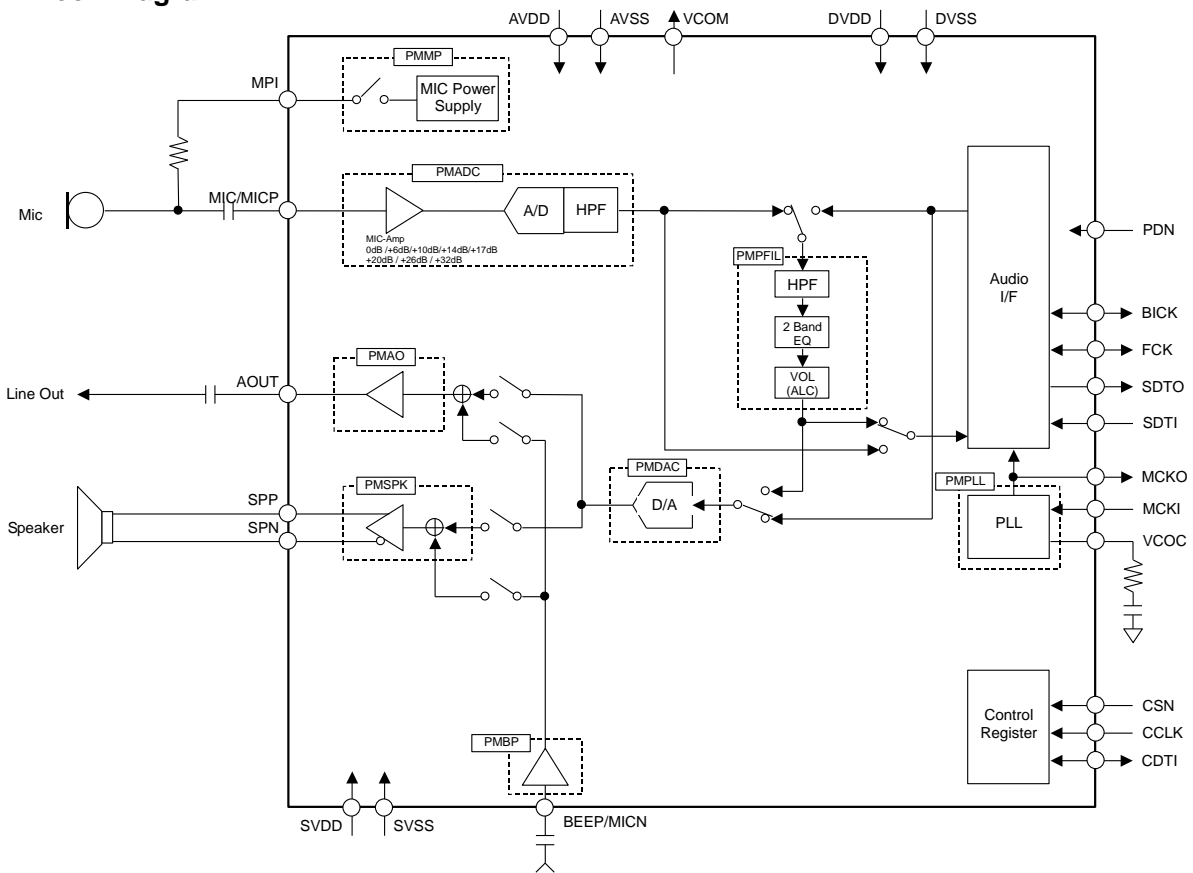 AVDD
AVSS
VCOM
DVDD
DVSS
PMMP
MPI
MIC Power
Supply
PMADC
MIC/MICP
Mic
A/D
HPF
MIC-Amp
0dB /+6dB/+10dB/+14dB/+17dB
+20dB / +26dB / +32dB
PMPFIL
HPF
2 Band
EQ
VOL
(ALC)
Audio
I/F
PDN
BICK
FCK
SDTO
SDTI
PMAO
AOUT
Line Out
PMDAC
D/A
PMSPK
SPP
SPN
Speaker
PMPLL
PLL
MCKO
MCKI
VCOC
Control
Register
CSN
CCLK
CDTI
PMBP
SVDD
SVSS
BEEP/MICN